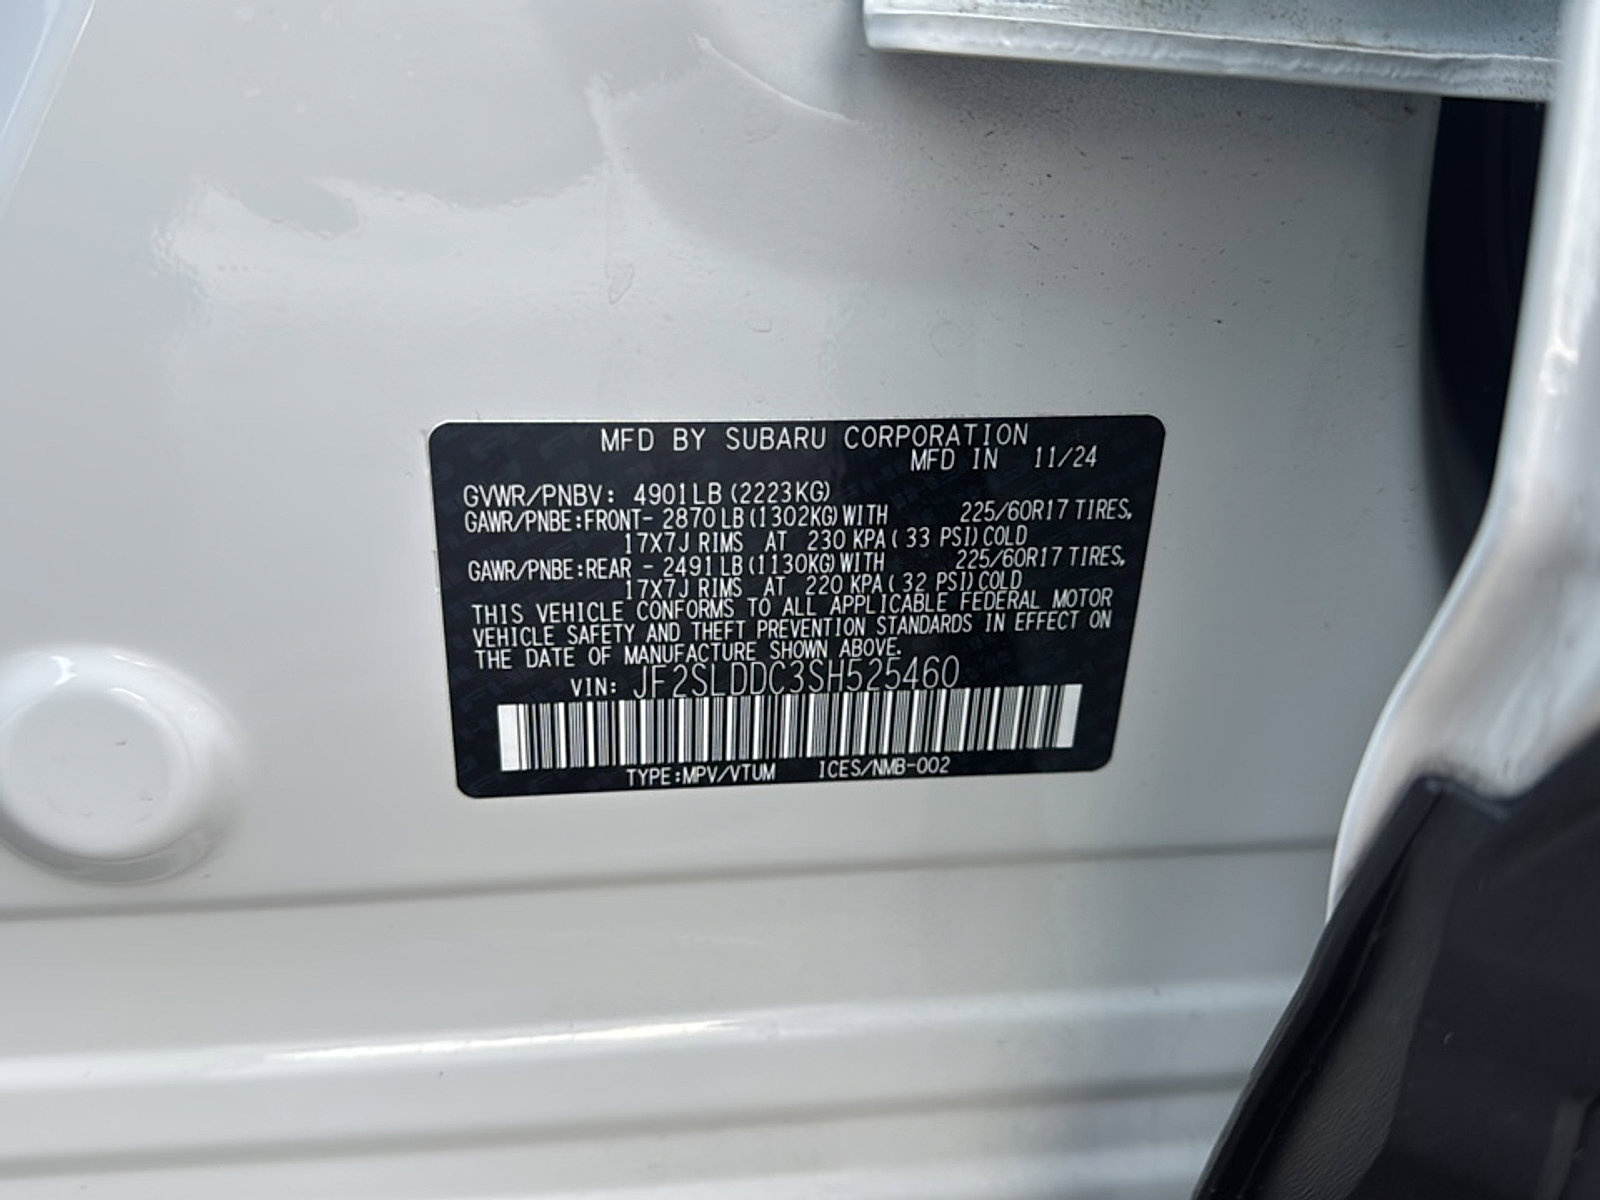 MFD BY SUBARU CORPORATION
MFD IN 11/24
GVWR/PNBV: 4901LB(2223KG)
GAWR/PNBE:FRONT- 2870LB(1302KG)WITH 225/60R17 TIRES,
17X7J RIMS AT 230 KPA( 33 PSI)COLD
GAWR/PNBE:REAR - 2491LB(1130KG)WITH 225/60R17 TIRES,
17X7J RIMS AT 220 KPA( 32 PSI)COLD
THIS VEHICLE CONFORMS TO ALL APPLICABLE FEDERAL MOTOR
VEHICLE SAFETY AND THEFT PREVENTION STANDARDS IN EFFECT ON
THE DATE OF MANUFACTURE SHOWN ABOVE.
VIN: JF2SLDDC3SH525460
TYPE:MPV/VTUM ICES/NMB-002